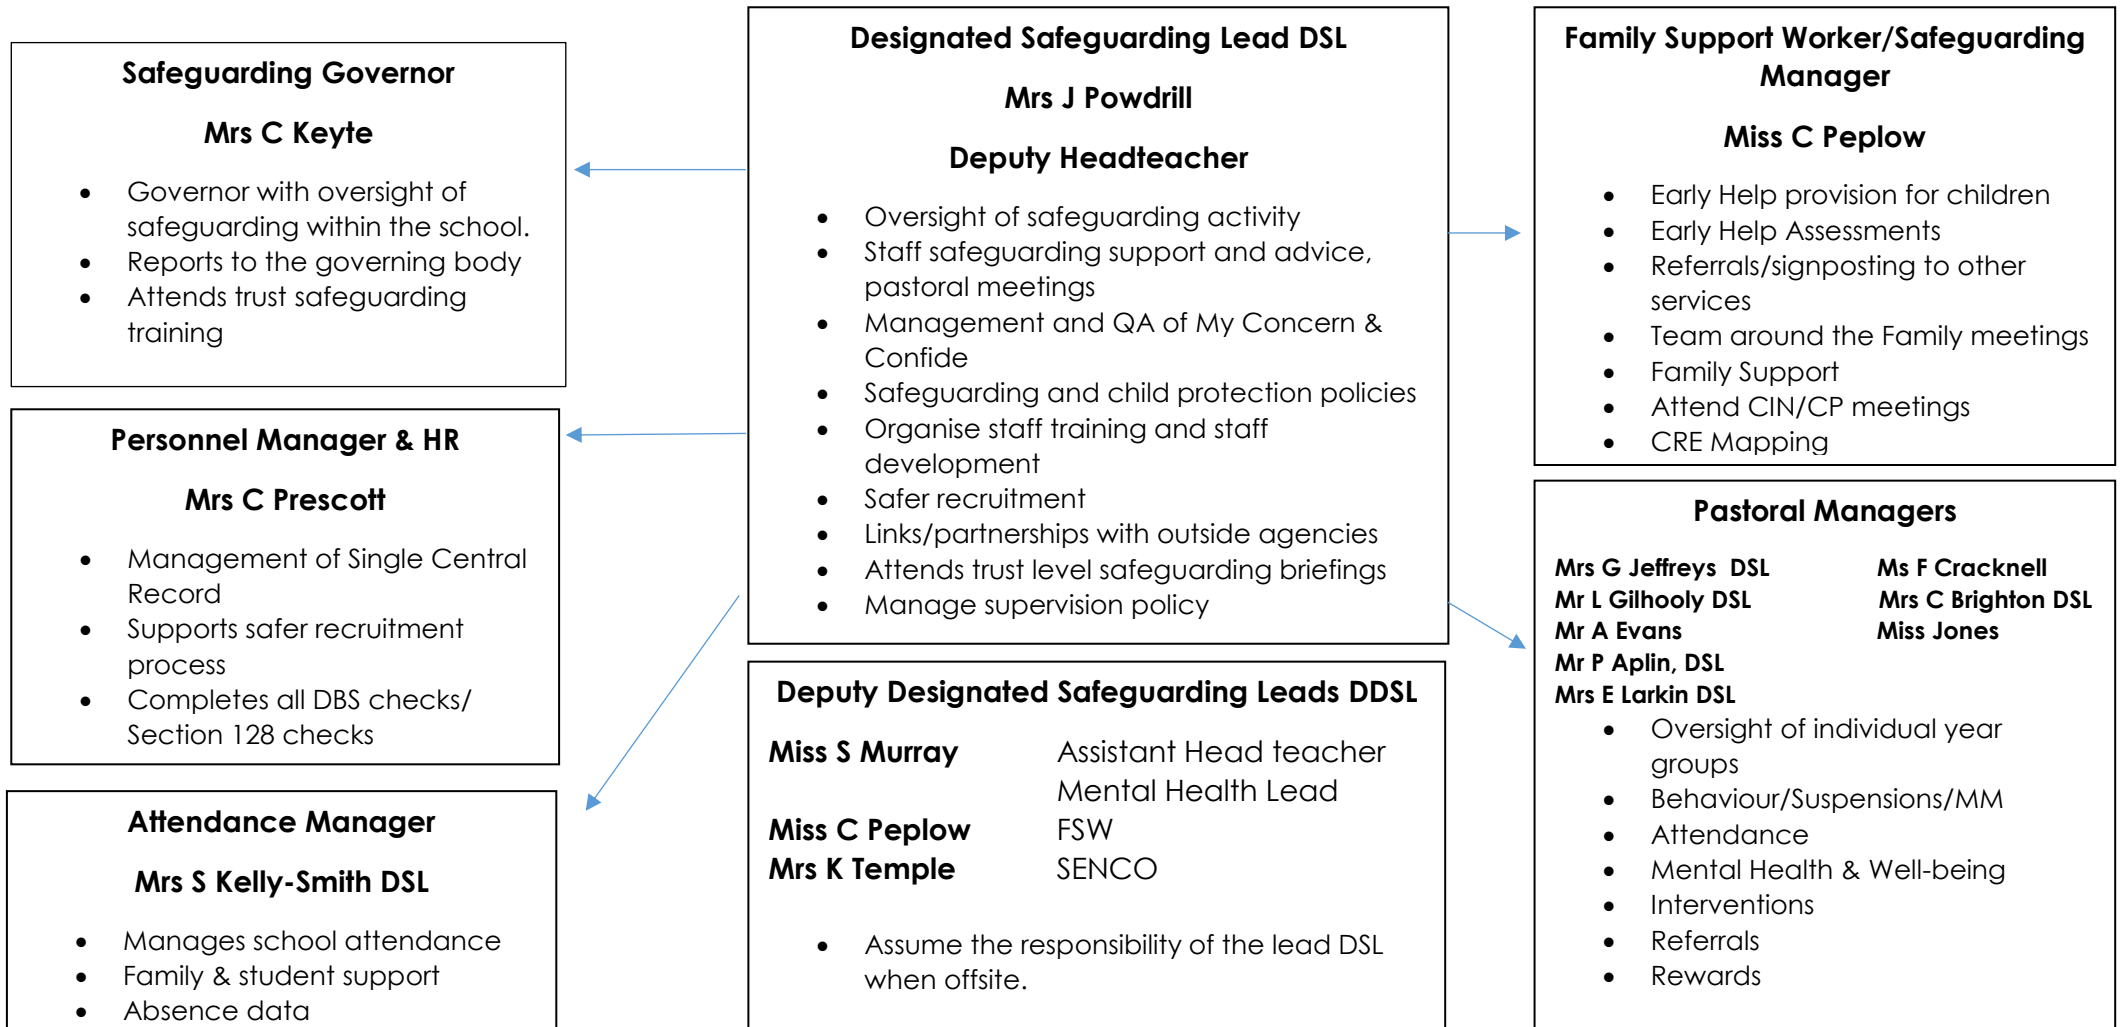 Safeguarding Governor
Mrs C Keyte
• Governor with oversight of
safeguarding within the school.
• Reports to the governing body
• Attends trust safeguarding
training
Personnel Manager & HR
Mrs C Prescott
• Management of Single Central
Record
• Supports safer recruitment
process
• Completes all DBS checks/
Section 128 checks
Attendance Manager
Mrs S Kelly-Smith DSL
• Manages school attendance
• Family & student support
• Absence data
Designated Safeguarding Lead DSL
Mrs J Powdrill
Deputy Headteacher
• Oversight of safeguarding activity
• Staff safeguarding support and advice,
pastoral meetings
• Management and QA of My Concern &
Confide
• Safeguarding and child protection policies
• Organise staff training and staff
development
• Safer recruitment
• Links/partnerships with outside agencies
• Attends trust level safeguarding briefings
• Manage supervision policy
Deputy Designated Safeguarding Leads DDSL
Miss S Murray Assistant Head teacher
Mental Health Lead
Miss C Peplow FSW
Mrs K Temple SENCO
• Assume the responsibility of the lead DSL
when offsite.
Family Support Worker/Safeguarding
Manager
Miss C Peplow
• Early Help provision for children
• Early Help Assessments
• Referrals/signposting to other
services
• Team around the Family meetings
• Family Support
• Attend CIN/CP meetings
• CRE Mapping
Pastoral Managers
Mrs G Jeffreys DSL Ms F Cracknell
Mr L Gilhooly DSL Mrs C Brighton DSL
Mr A Evans Miss Jones
Mr P Aplin, DSL
Mrs E Larkin DSL
• Oversight of individual year
groups
• Behaviour/Suspensions/MM
• Attendance
• Mental Health & Well-being
• Interventions
• Referrals
• Rewards